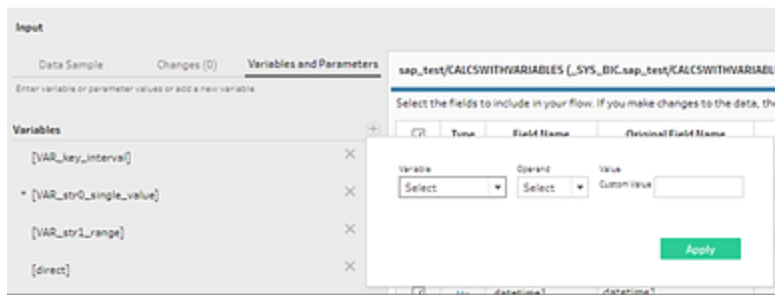 Input
Data Sample Changes (0) Variables and Parameters
Enter variable or parameter values or add a new variable.
Variables
[VAR_key_interval]
* [VAR_str0_single_value]
[VAR_str1_range]
[direct]
sap_test/CALCSWITHVARIABLES (_SYS_BIC.sap_test/CALCSWITHVARIABL
Select the fields to include in your flow. If you make changes to the data, th
Type Field Name Original Field Name
Variable Operand Value
Select Select Custom Value
Apply
datetime1 datetime1